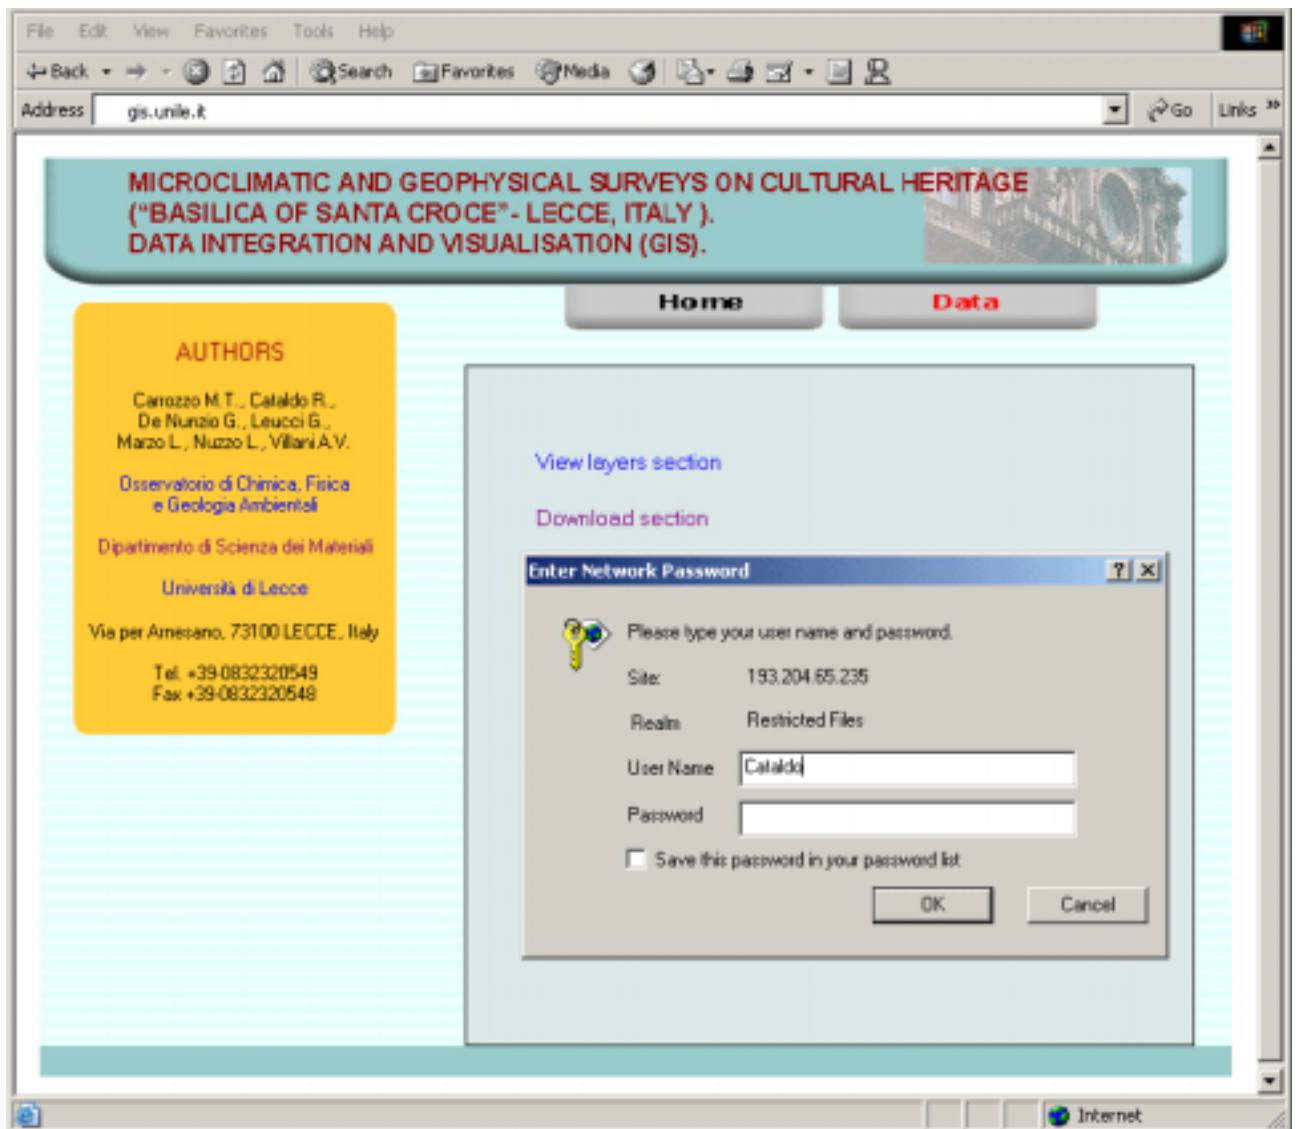 File Edit View Favorites Tools Help
Back Search Favorites Media
Address gis.unile.it Go Links »
MICROCLIMATIC AND GEOPHYSICAL SURVEYS ON CULTURAL HERITAGE
("BASILICA OF SANTA CROCE"- LECCE, ITALY ).
DATA INTEGRATION AND VISUALISATION (GIS).
Home Data
AUTHORS
Carrozzo M.T., Cataldo R.,
De Nunzio G., Leucci G.,
Marzo L., Nuzzo L., Villani A.V.
Osservatorio di Chimica, Fisica
e Geologia Ambientali
Dipartimento di Scienza dei Materiali
Università di Lecce
Via per Arnesano, 73100 LECCE, Italy
Tel. +39-0832320549
Fax +39-0832320548
View layers section
Download section
Enter Network Password
Please type your user name and password.
Site: 193.204.65.235
Realm Restricted Files
User Name Cataldo
Password
Save this password in your password list
OK Cancel
Internet